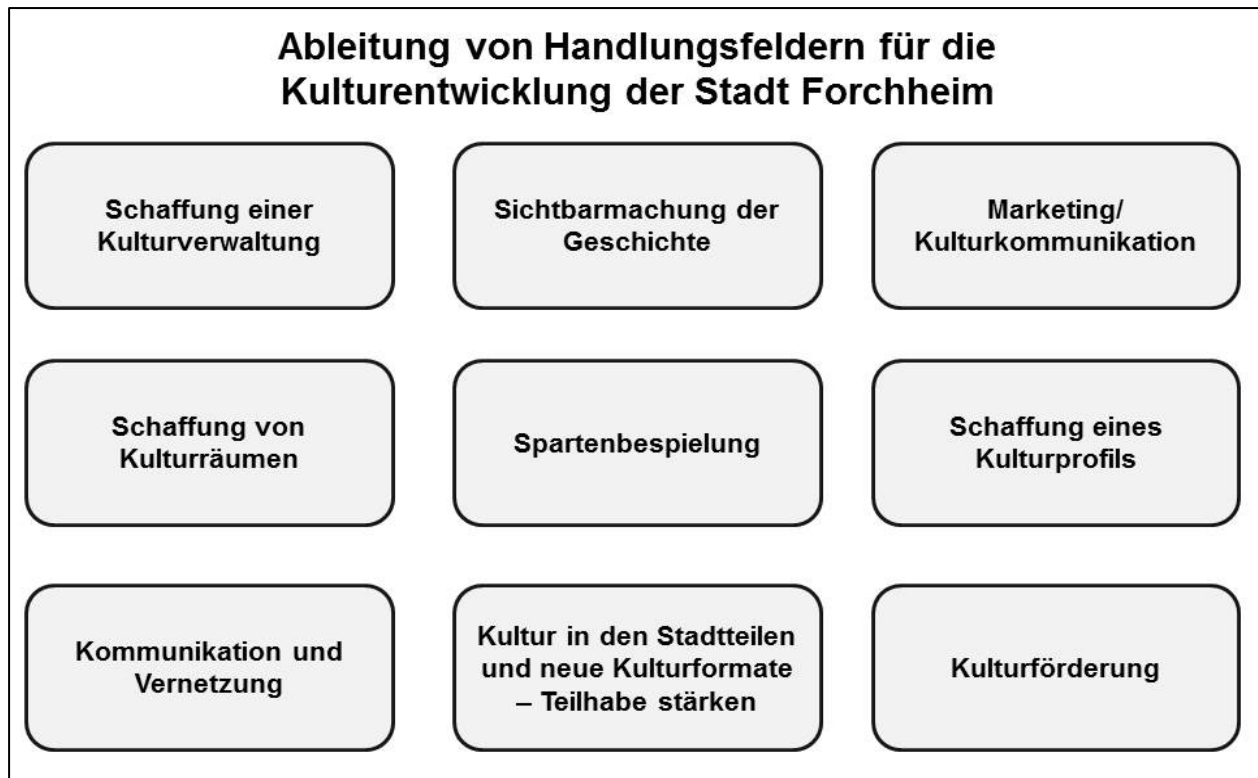 Ableitung von Handlungsfeldern für die
Kulturentwicklung der Stadt Forchheim
Schaffung einer
Kulturverwaltung
Sichtbarmachung der
Geschichte
Marketing/
Kulturkommunikation
Schaffung von
Kulturräumen
Spartenbespielung
Schaffung eines
Kulturprofils
Kommunikation und
Vernetzung
Kultur in den Stadtteilen
und neue Kulturformate
– Teilhabe stärken
Kulturförderung